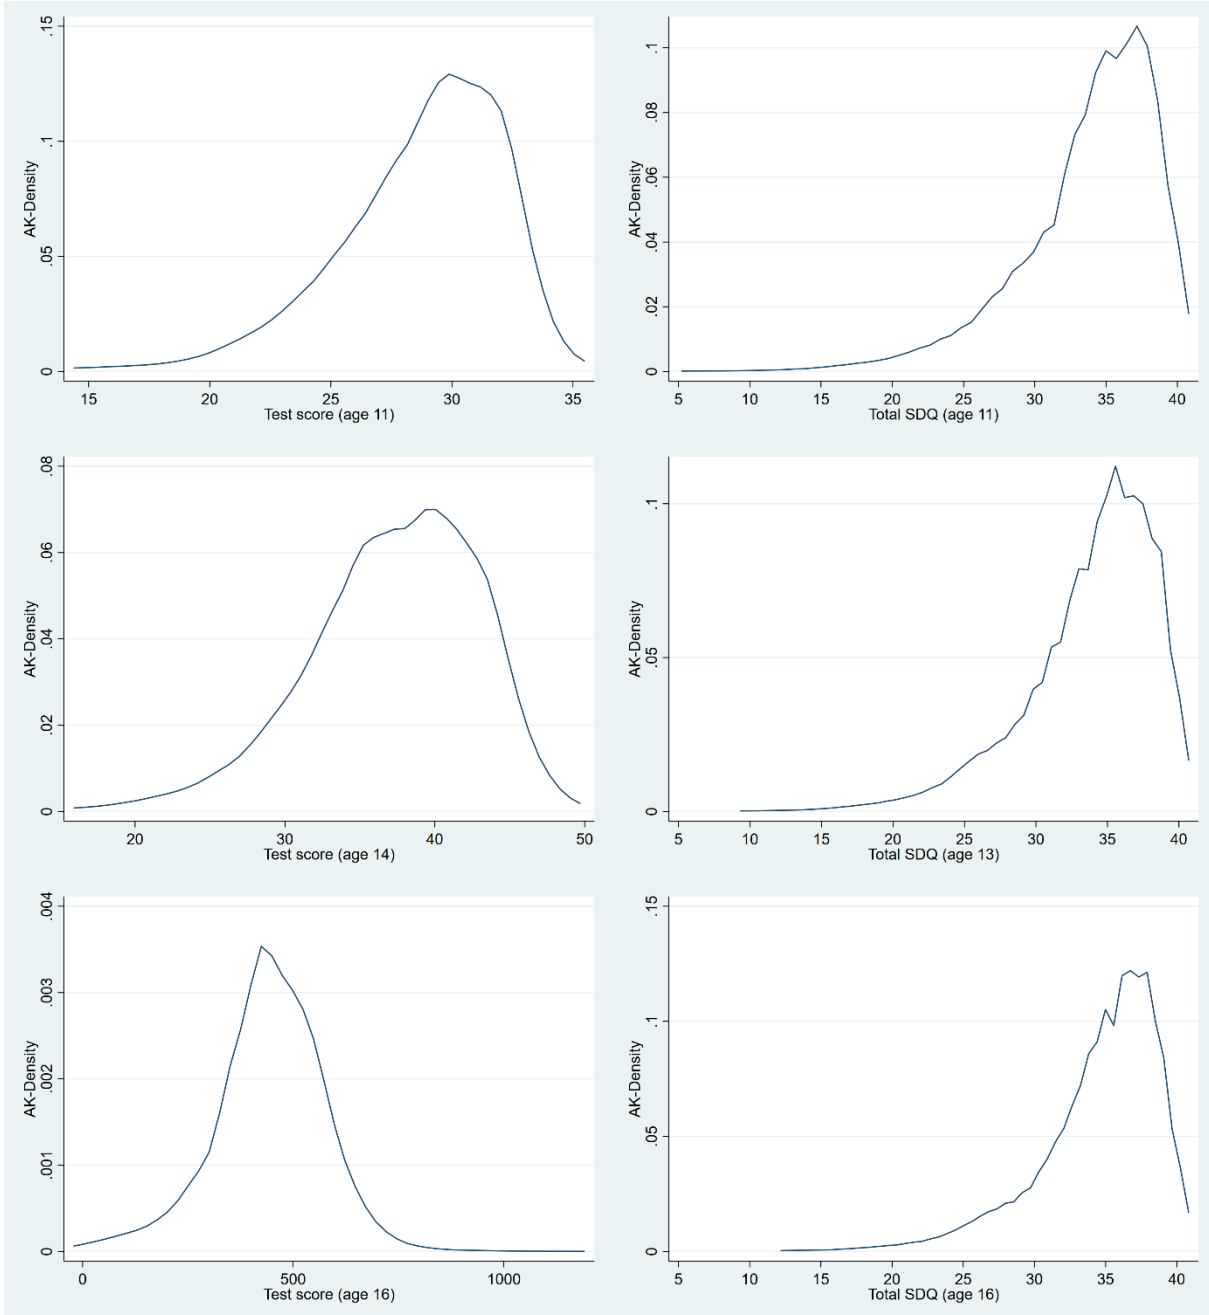 AK-Density
0 .05 .1 .15
15 20 25 30 35
Test score (age 11)
AK-Density
0 .02 .04 .06 .08 .1
5 10 15 20 25 30 35 40
Total SDQ (age 11)
AK-Density
0 .02 .04 .06 .08
20 30 40 50
Test score (age 14)
AK-Density
0 .05 .1
5 10 15 20 25 30 35 40
Total SDQ (age 13)
AK-Density
0 .001 .002 .003 .004
0 500 1000
Test score (age 16)
AK-Density
0 .05 .1 .15
5 10 15 20 25 30 35 40
Total SDQ (age 16)